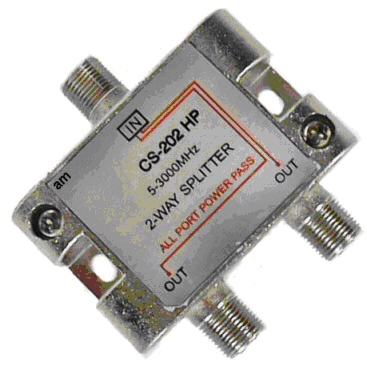 IN
CS-202 HP
5-3000MHz
2-WAY SPLITTER
ALL PORT POWER PASS
am
OUT
OUT